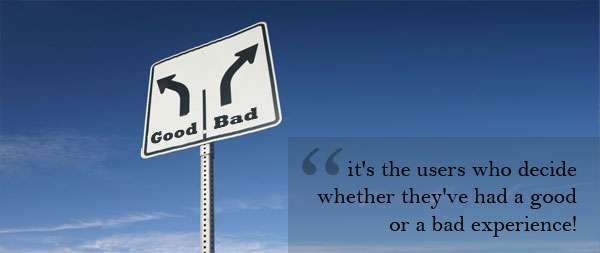 Good Bad
“ it's the users who decide
whether they've had a good
or a bad experience!